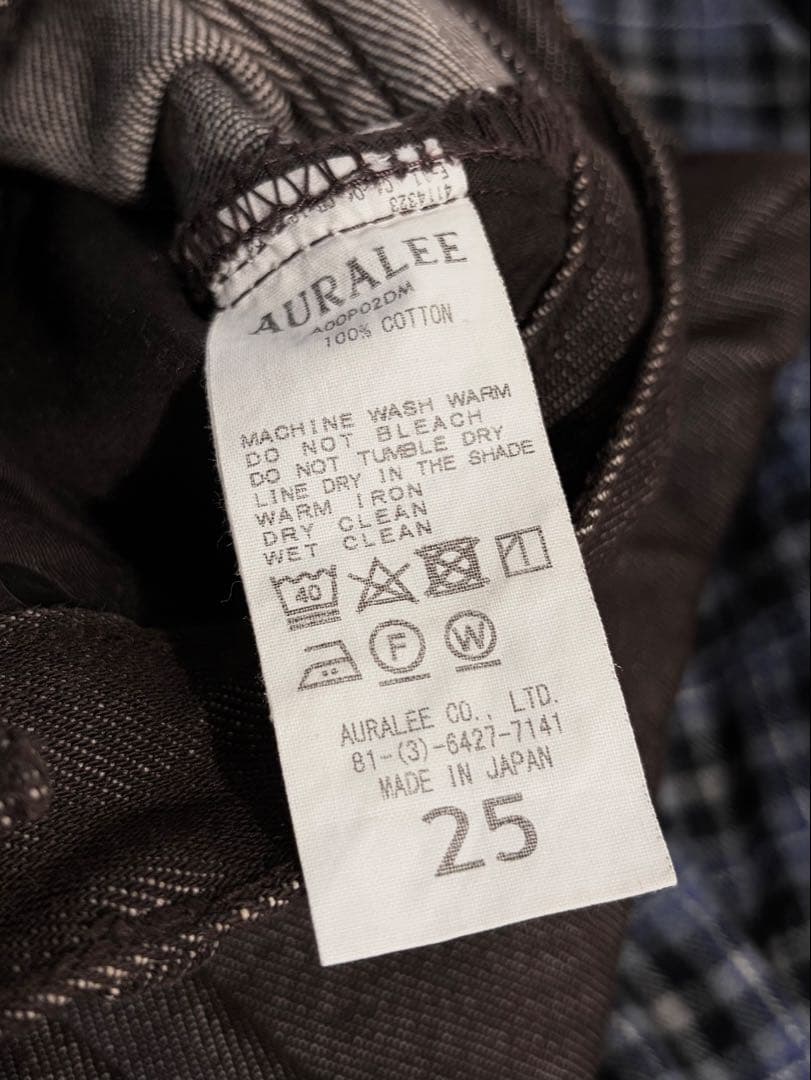 4114323
AURALEE
A00P02DM
100% COTTON
MACHINE WASH WARM
DO NOT BLEACH
DO NOT TUMBLE DRY
LINE DRY IN THE SHADE
WARM IRON
DRY CLEAN
WET CLEAN
40
F W
AURALEE CO., LTD.
81-(3)-6427-7141
MADE IN JAPAN
25